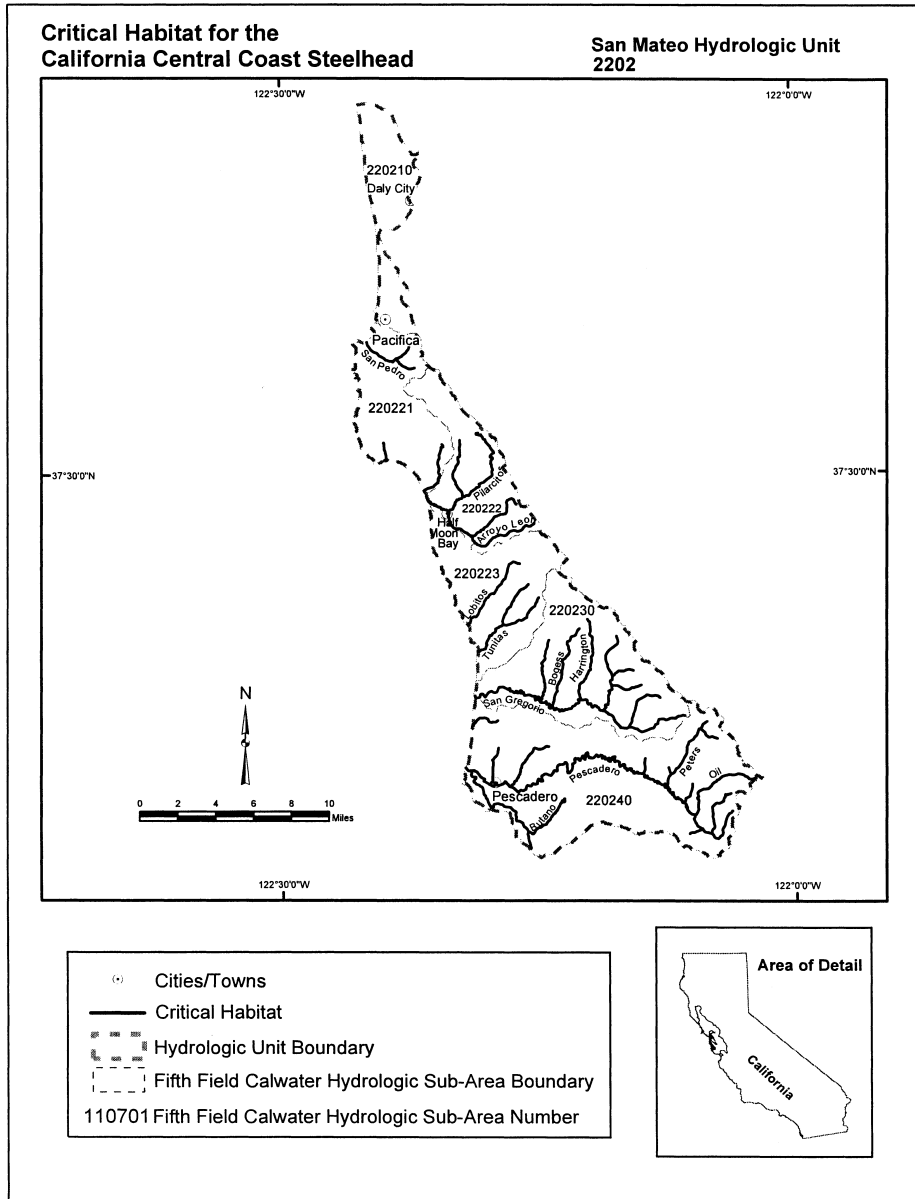 Critical Habitat for the
California Central Coast Steelhead
San Mateo Hydrologic Unit
2202
122°30'0"W
122°0'0"W
220210
Daly City
Pacifica
San Pedro
220221
37°30'0"N
37°30'0"N
Pilarcitos
220222
Half
Moon
Bay
Arroyo Leon
220223
Lobitos
220230
Tunitas
Bogess
Harrington
San Gregorio
N
Peters
Oil
Pescadero
Pescadero
220240
Butano
0 2 4 6 8 10
Miles
122°30'0"W
122°0'0"W
Cities/Towns
Critical Habitat
Hydrologic Unit Boundary
Fifth Field Calwater Hydrologic Sub-Area Boundary
110701 Fifth Field Calwater Hydrologic Sub-Area Number
Area of Detail
California